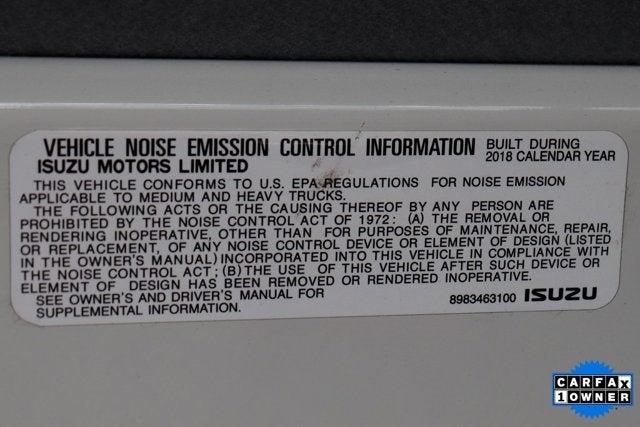 VEHICLE NOISE EMISSION CONTROL INFORMATION BUILT DURING
ISUZU MOTORS LIMITED 2018 CALENDAR YEAR
THIS VEHICLE CONFORMS TO U.S. EPA REGULATIONS FOR NOISE EMISSION
APPLICABLE TO MEDIUM AND HEAVY TRUCKS.
THE FOLLOWING ACTS OR THE CAUSING THEREOF BY ANY PERSON ARE
PROHIBITED BY THE NOISE CONTROL ACT OF 1972: (A) THE REMOVAL OR
RENDERING INOPERATIVE, OTHER THAN FOR PURPOSES OF MAINTENANCE, REPAIR,
OR REPLACEMENT, OF ANY NOISE CONTROL DEVICE OR ELEMENT OF DESIGN (LISTED
IN THE OWNER'S MANUAL) INCORPORATED INTO THIS VEHICLE IN COMPLIANCE WITH
THE NOISE CONTROL ACT; (B) THE USE OF THIS VEHICLE AFTER SUCH DEVICE OR
ELEMENT OF DESIGN HAS BEEN REMOVED OR RENDERED INOPERATIVE.
SEE OWNER'S AND DRIVER'S MANUAL FOR
SUPPLEMENTAL INFORMATION.
8983463100 ISUZU
CARFAX
1 OWNER